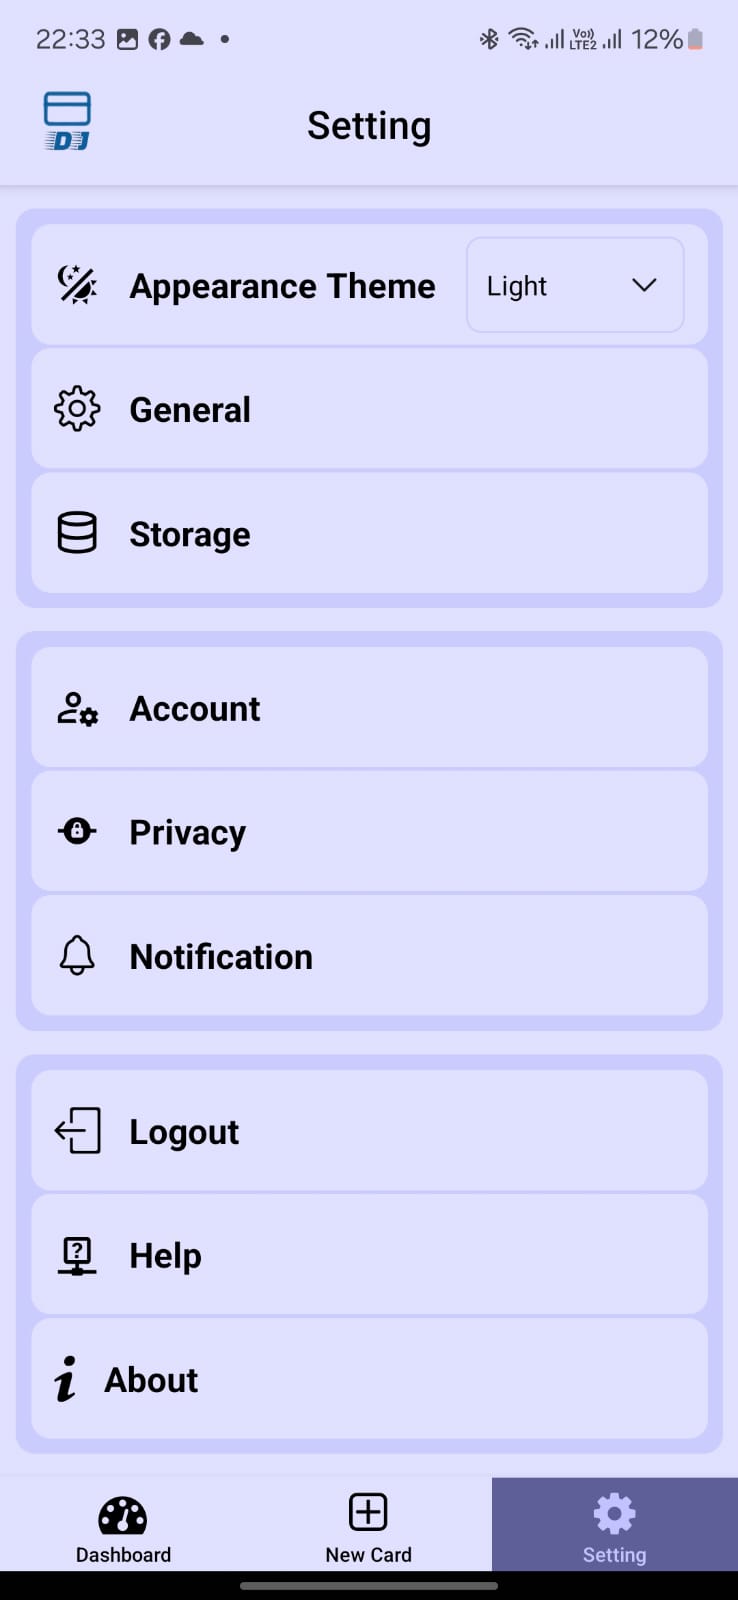 22:33
Vo))
LTE2
12%
DJ
Setting
Appearance Theme
Light
General
Storage
Account
Privacy
Notification
Logout
Help
About
Dashboard
New Card
Setting